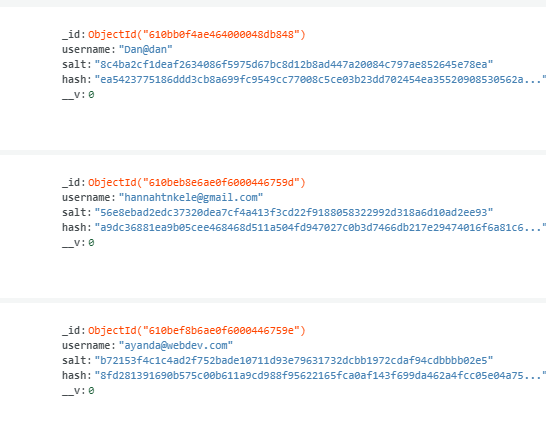 _id: ObjectId("610bb0f4ae464000048db848")
username: "Dan@dan"
salt: "8c4ba2cf1deaf2634086f5975d67bc8d12b8ad447a20084c797ae852645e78ea"
hash: "ea5423775186ddd3cb8a699fc9549cc77008c5ce03b23dd702454ea35520908530562a..."
__v: 0
_id: ObjectId("610beb8e6ae0f6000446759d")
username: "hannahtnkele@gmail.com"
salt: "56e8ebad2edc37320dea7cf4a413f3cd22f9188058322992d318a6d10ad2ee93"
hash: "a9dc36881ea9b05cee468468d511a504fd947027c0b3d7466db217e29474016f6a81c6..."
__v: 0
_id: ObjectId("610bef8b6ae0f6000446759e")
username: "ayanda@webdev.com"
salt: "b72153f4c1c4ad2f752bade10711d93e79631732dcbb1972cdaf94cdbbbb02e5"
hash: "8fd281391690b575c00b611a9cd988f95622165fca0af143f699da462a4fcc05e04a75..."
__v: 0